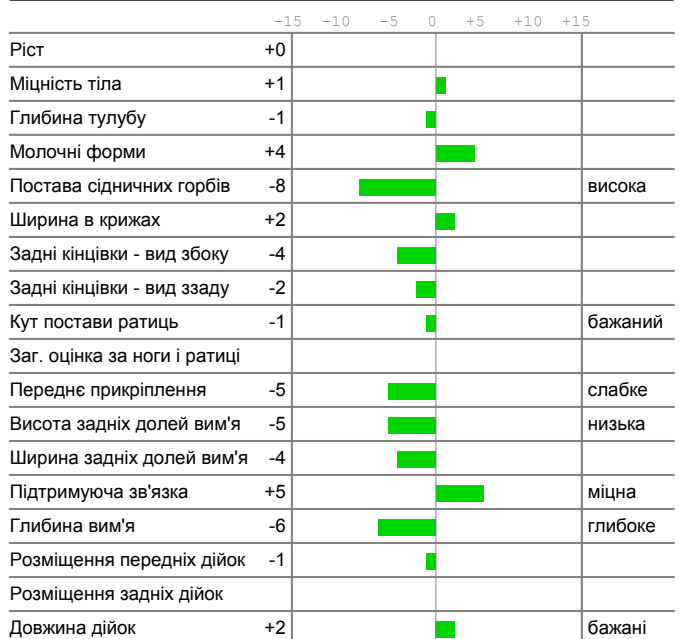 -15 -10 -5 0 +5 +10 +15
Ріст +0
Міцність тіла +1
Глибина тулубу -1
Молочні форми +4
Постава сідничних горбів -8 висока
Ширина в крижах +2
Задні кінцівки - вид збоку -4
Задні кінцівки - вид ззаду -2
Кут постави ратиць -1 бажаний
Заг. оцінка за ноги і ратиці
Переднє прикріплення -5 слабке
Висота задніх долей вим'я -5 низька
Ширина задніх долей вим'я -4
Підтримуюча зв'язка +5 міцна
Глибина вим'я -6 глибоке
Розміщення передніх дійок -1
Розміщення задніх дійок
Довжина дійок +2 бажані